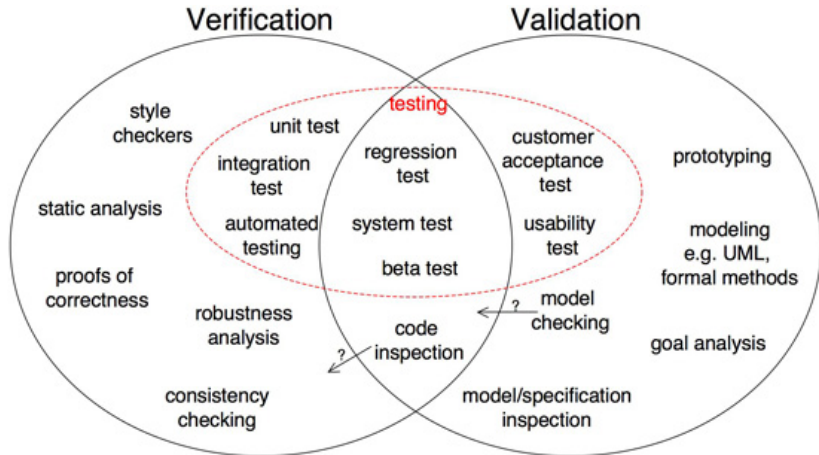 Verification
Validation
style
checkers
unit test
integration
test
automated
testing
static analysis
proofs of
correctness
robustness
analysis
consistency
checking
testing
regression
test
system test
beta test
code
inspection
?
?
customer
acceptance
test
usability
test
model
checking
model/specification
inspection
prototyping
modeling
e.g. UML,
formal methods
goal analysis